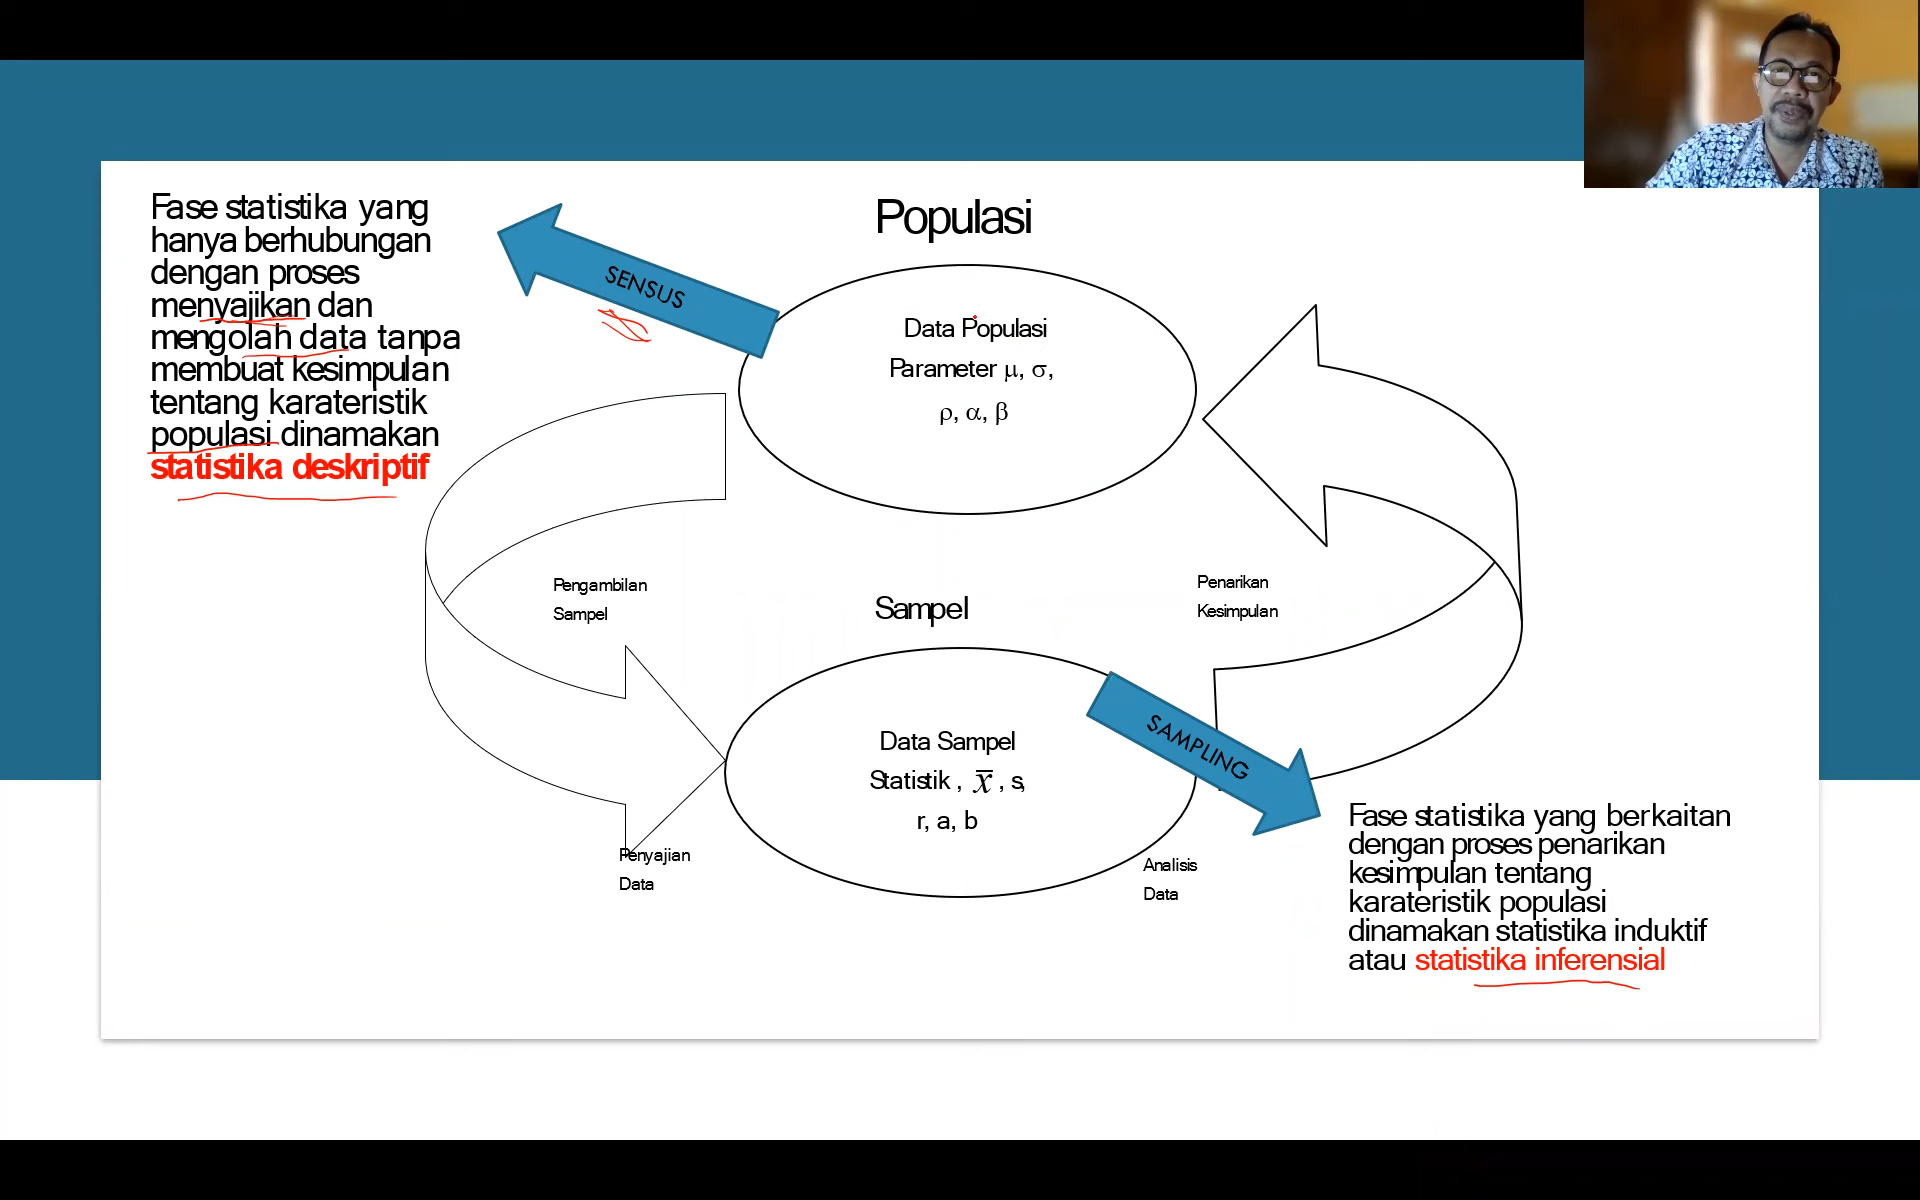 Fase statistika yang
hanya berhubungan
dengan proses
menyajikan dan
mengolah data tanpa
membuat kesimpulan
tentang karateristik
populasi dinamakan
statistika deskriptif
SENSUS
Populasi
Data Populasi
Parameter μ, σ,
ρ, α, β
Pengambilan
Sampel
Sampel
Penarikan
Kesimpulan
Data Sampel
Statistik , x̅ , s,
r, a, b
SAMPLING
Penyajian
Data
Analisis
Data
Fase statistika yang berkaitan
dengan proses penarikan
kesimpulan tentang
karateristik populasi
dinamakan statistika induktif
atau statistika inferensial